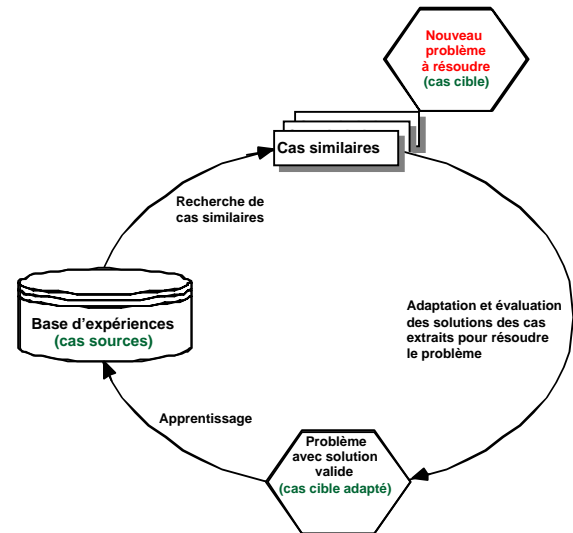 Nouveau
problème
à résoudre
(cas cible)
Cas similaires
Recherche de
cas similaires
Adaptation et évaluation
des solutions des cas
extraits pour résoudre
le problème
Base d'expériences
(cas sources)
Apprentissage
Problème
avec solution
valide
(cas cible adapté)